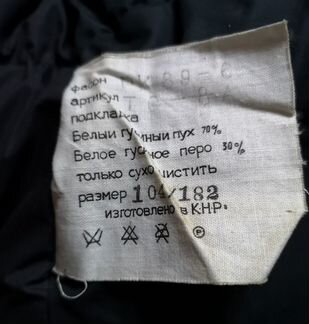 фасон
артикул
подкладка
Белый гусиный пух 70%
Белое гусиное перо 30%
только сухо чистить
размер 104/182
изготовлено в КНР
P